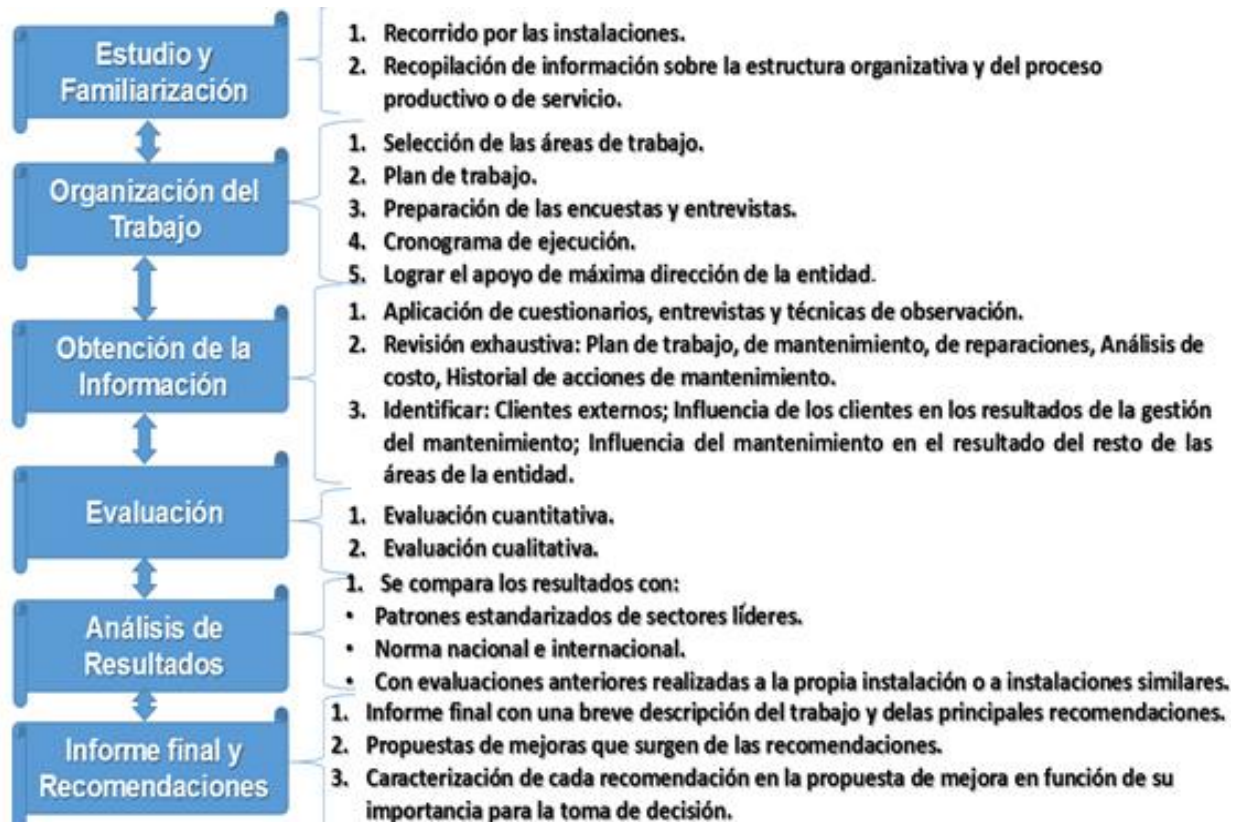 Estudio y
Familiarización
1. Recorrido por las instalaciones.
2. Recopilación de información sobre la estructura organizativa y del proceso
productivo o de servicio.
Organización del
Trabajo
1. Selección de las áreas de trabajo.
2. Plan de trabajo.
3. Preparación de las encuestas y entrevistas.
4. Cronograma de ejecución.
5. Lograr el apoyo de máxima dirección de la entidad.
Obtención de la
Información
1. Aplicación de cuestionarios, entrevistas y técnicas de observación.
2. Revisión exhaustiva: Plan de trabajo, de mantenimiento, de reparaciones, Análisis de
costo, Historial de acciones de mantenimiento.
3. Identificar: Clientes externos; Influencia de los clientes en los resultados de la gestión
del mantenimiento; Influencia del mantenimiento en el resultado del resto de las
áreas de la entidad.
Evaluación
1. Evaluación cuantitativa.
2. Evaluación cualitativa.
Análisis de
Resultados
1. Se compara los resultados con:
• Patrones estandarizados de sectores líderes.
• Norma nacional e internacional.
• Con evaluaciones anteriores realizadas a la propia instalación o a instalaciones similares.
Informe final y
Recomendaciones
1. Informe final con una breve descripción del trabajo y delas principales recomendaciones.
2. Propuestas de mejoras que surgen de las recomendaciones.
3. Caracterización de cada recomendación en la propuesta de mejora en función de su
importancia para la toma de decisión.